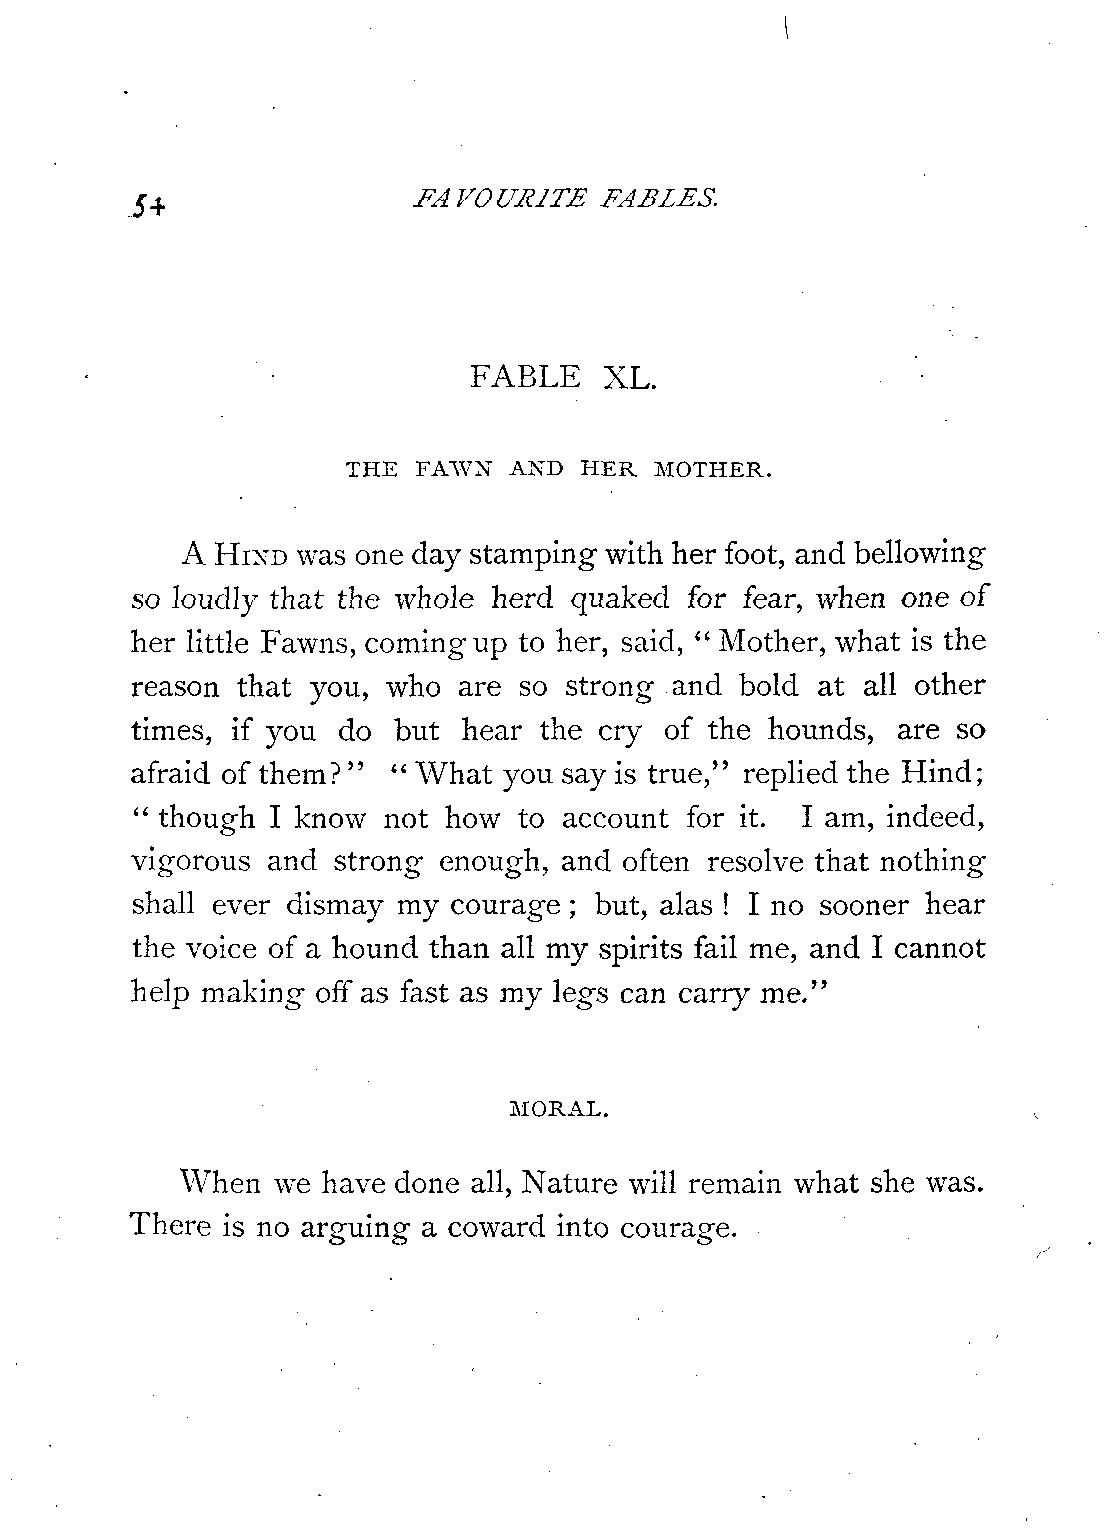 54 FAVOURITE FABLES.
FABLE XL.
THE FAWN AND HER MOTHER.
A HIND was one day stamping with her foot, and bellowing
so loudly that the whole herd quaked for fear, when one of
her little Fawns, coming up to her, said, “Mother, what is the
reason that you, who are so strong and bold at all other
times, if you do but hear the cry of the hounds, are so
afraid of them?” “What you say is true,” replied the Hind;
“though I know not how to account for it. I am, indeed,
vigorous and strong enough, and often resolve that nothing
shall ever dismay my courage; but, alas! I no sooner hear
the voice of a hound than all my spirits fail me, and I cannot
help making off as fast as my legs can carry me.”
MORAL.
When we have done all, Nature will remain what she was.
There is no arguing a coward into courage.